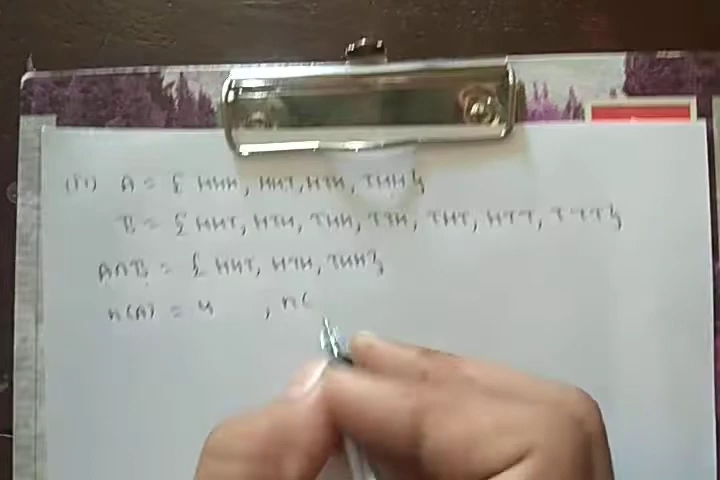 (ii) A = { HHH, HHT, HTH, THH }
B = { HHT, HTH, THH, TTH, THT, HTT, TTT }
A∩B = { HHT, HTH, THH }
n(A) = 4 , n(